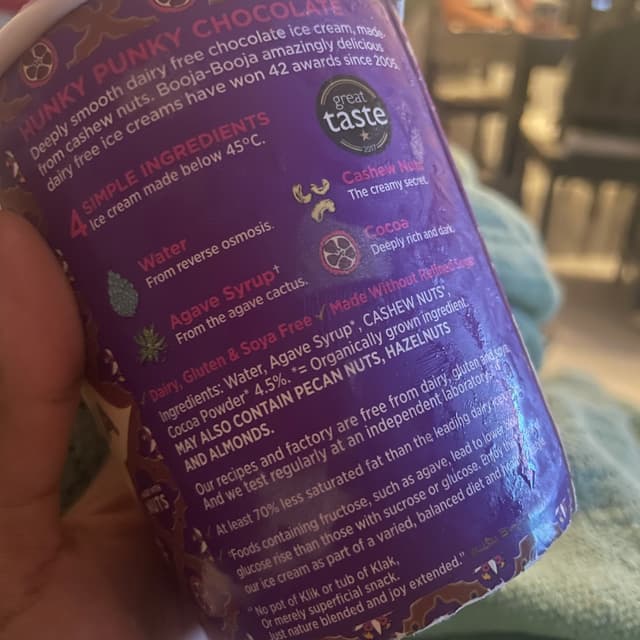 HUNKY PUNKY CHOCOLATE
Deeply smooth dairy free chocolate ice cream, made
from cashew nuts. Booja-Booja amazingly delicious
dairy free ice creams have won 42 awards since 2005
great
taste
2017
4 SIMPLE INGREDIENTS
Ice cream made below 45°C.
Cashew
The creamy secret.
Water
From reverse osmosis.
Cocoa
Deeply rich and dark.
Agave Syrup†
From the agave cactus.
✓ Dairy, Gluten & Soya Free ✓ Made Without Refined Sugar
Ingredients: Water, Agave Syrup*, CASHEW NUTS*,
Cocoa Powder* 4.5%. *= Organically grown ingredient.
MAY ALSO CONTAIN PECAN NUTS, HAZELNUTS
AND ALMONDS.
Our recipes and factory are free from dairy, gluten and
And we test regularly at an independent laboratory.
At least 70% less saturated fat than the leading dairy
†Foods containing fructose, such as agave, lead to
glucose rise than those with sucrose or glucose. Enjoy
our ice cream as part of a varied, balanced diet and
"No pot of Klik or tub of Klak,
Or merely superficial snack.
Just nature blended and joy extended."
NUTS